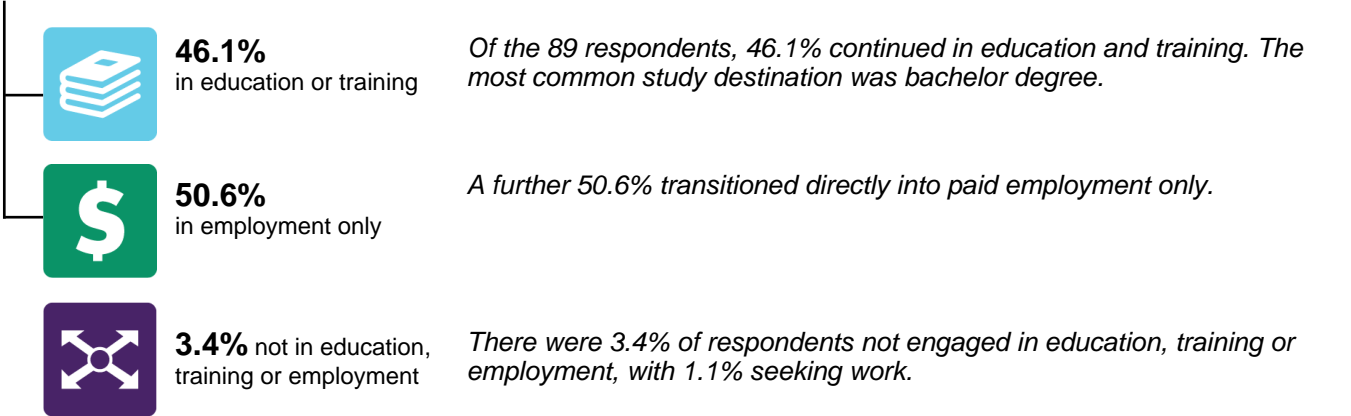 46.1%
in education or training
Of the 89 respondents, 46.1% continued in education and training. The
most common study destination was bachelor degree.
$
50.6%
in employment only
A further 50.6% transitioned directly into paid employment only.
3.4% not in education,
training or employment
There were 3.4% of respondents not engaged in education, training or
employment, with 1.1% seeking work.